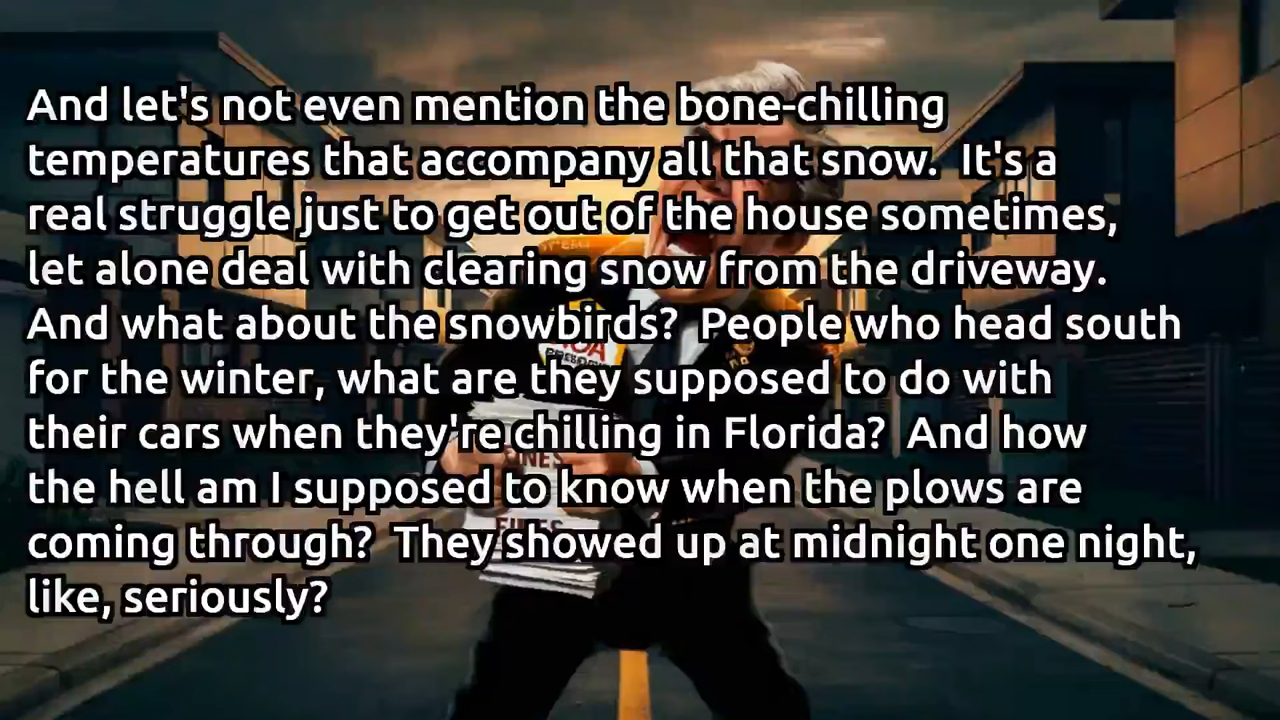 And let's not even mention the bone-chilling
temperatures that accompany all that snow.  It's a
real struggle just to get out of the house sometimes,
let alone deal with clearing snow from the driveway.
And what about the snowbirds?  People who head south
for the winter, what are they supposed to do with
their cars when they're chilling in Florida?  And how
the hell am I supposed to know when the plows are
coming through?  They showed up at midnight one night,
like, seriously?
HOA
FINES